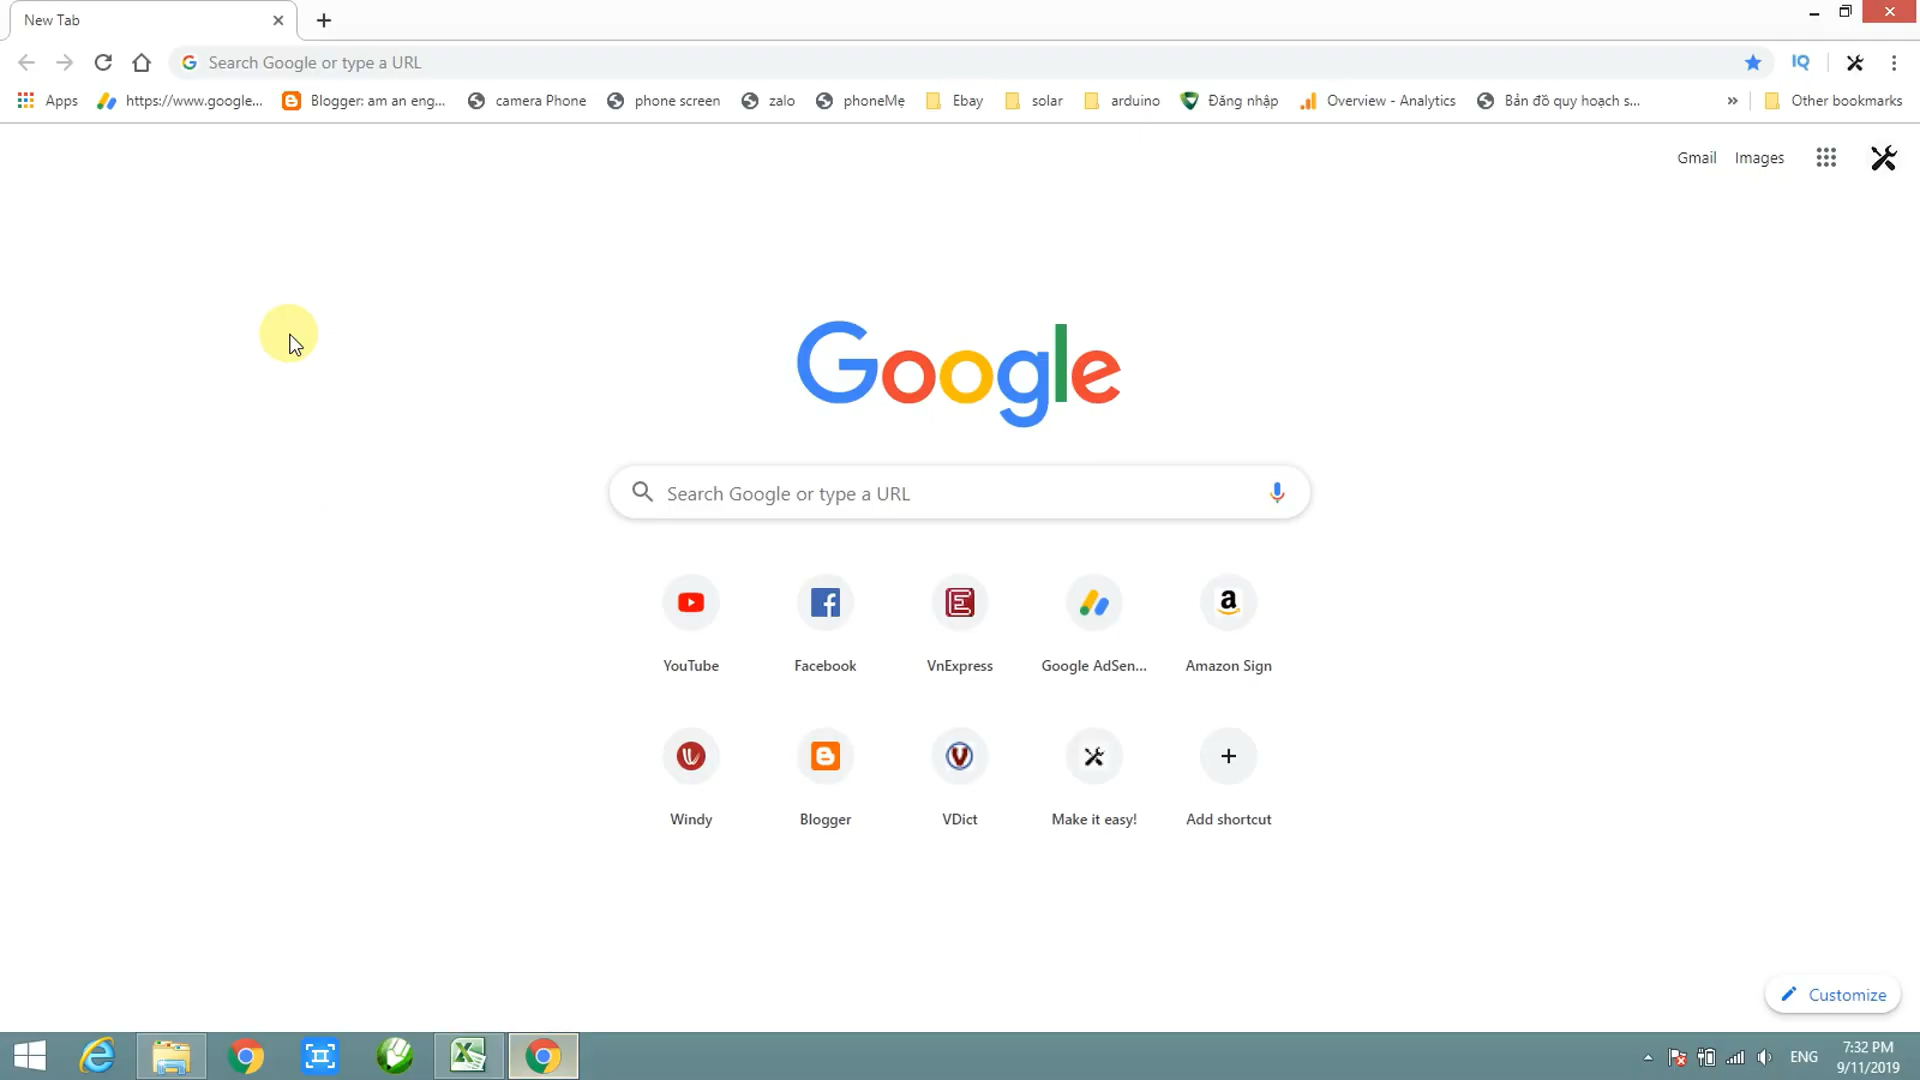 New Tab
Search Google or type a URL
IQ
Apps
https://www.google...
Blogger: am an eng...
camera Phone
phone screen
zalo
phoneMẹ
Ebay
solar
arduino
Đăng nhập
Overview - Analytics
Bản đồ quy hoạch s...
»
Other bookmarks
Gmail
Images
Google
Search Google or type a URL
YouTube
Facebook
VnExpress
Google AdSen...
Amazon Sign
Windy
Blogger
VDict
Make it easy!
Add shortcut
Customize
ENG
7:32 PM
9/11/2019